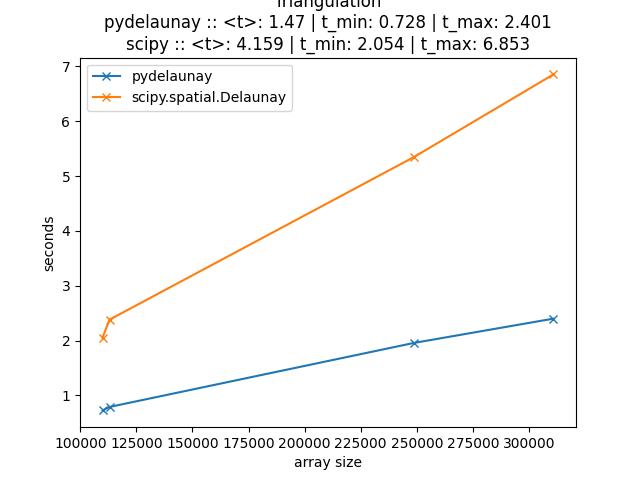 Triangulation
pydelaunay :: <t>: 1.47 | t_min: 0.728 | t_max: 2.401
scipy :: <t>: 4.159 | t_min: 2.054 | t_max: 6.853
pydelaunay
scipy.spatial.Delaunay
7
6
5
4
3
2
1
seconds
100000 125000 150000 175000 200000 225000 250000 275000 300000
array size